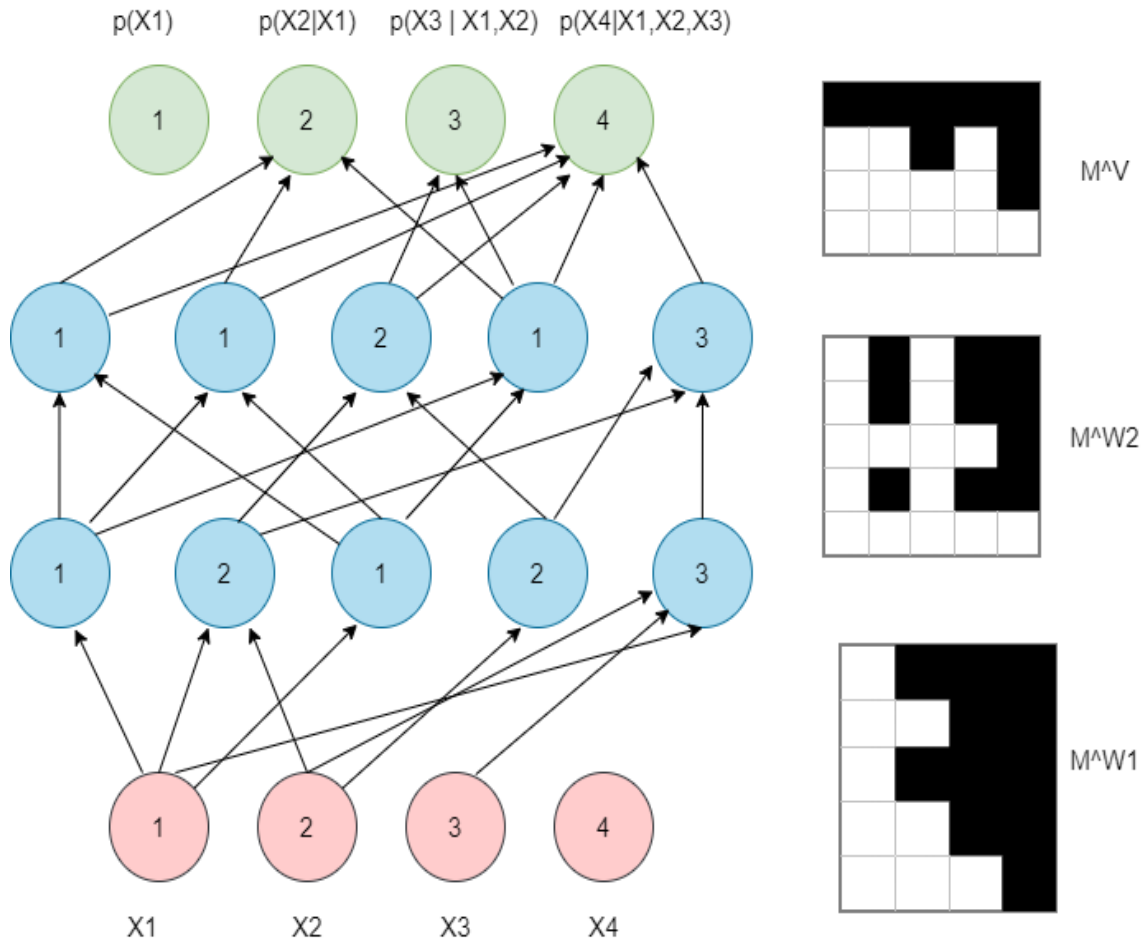 p(X1) p(X2|X1) p(X3 | X1,X2) p(X4|X1,X2,X3)
1 2 3 4
M^V
1 1 2 1 3
M^W2
1 2 1 2 3
M^W1
1 2 3 4
X1 X2 X3 X4